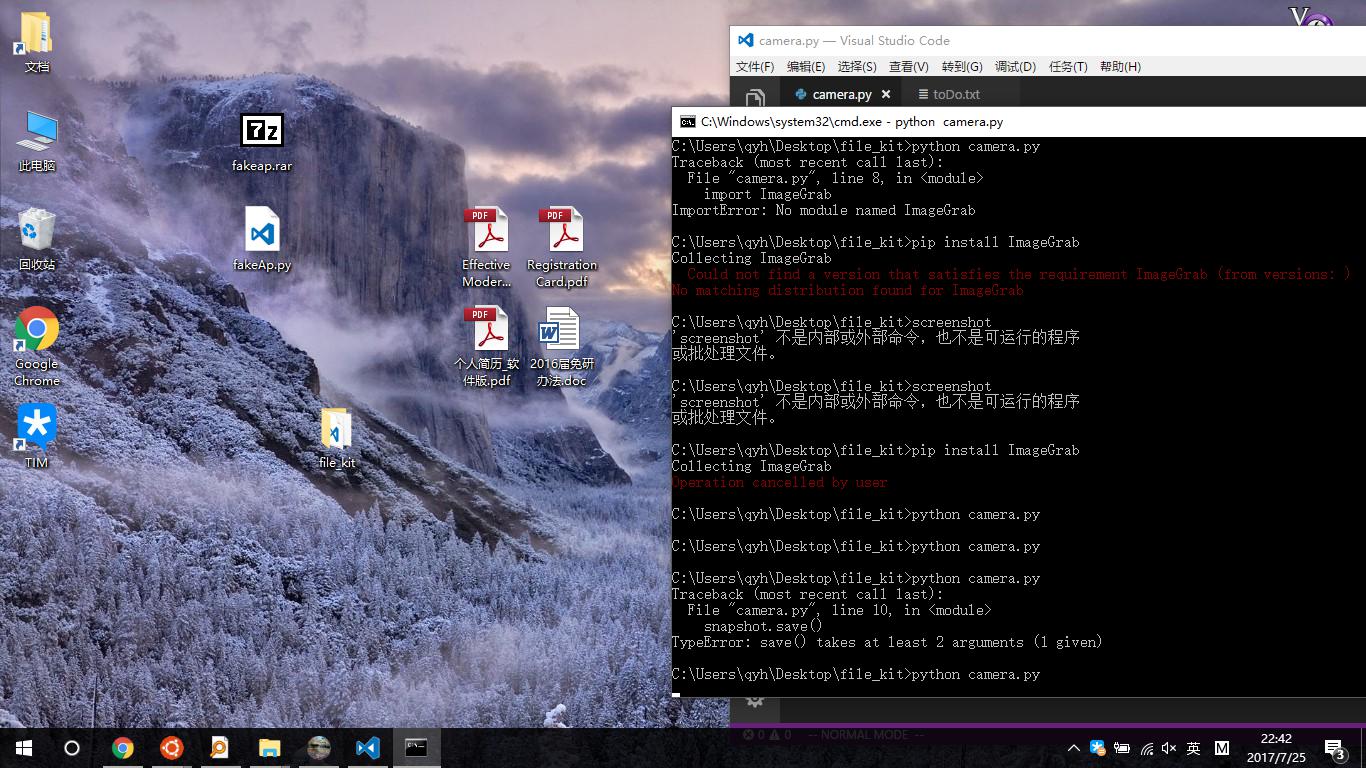 文档
此电脑
回收站
Google
Chrome
TIM
7z
fakeap.rar
fakeAp.py
PDF
Effective
Moder...
PDF
Registration
Card.pdf
PDF
个人简历_软
件版.pdf
2016届免研
办法.doc
file_kit
camera.py — Visual Studio Code
文件(F) 编辑(E) 选择(S) 查看(V) 转到(G) 调试(D) 任务(T) 帮助(H)
camera.py toDo.txt
C:\Windows\system32\cmd.exe - python  camera.py
C:\Users\qyh\Desktop\file_kit>python camera.py
Traceback (most recent call last):
  File "camera.py", line 8, in <module>
    import ImageGrab
ImportError: No module named ImageGrab
C:\Users\qyh\Desktop\file_kit>pip install ImageGrab
Collecting ImageGrab
  Could not find a version that satisfies the requirement ImageGrab (from versions: )
No matching distribution found for ImageGrab
C:\Users\qyh\Desktop\file_kit>screenshot
'screenshot' 不是内部或外部命令，也不是可运行的程序
或批处理文件。
C:\Users\qyh\Desktop\file_kit>screenshot
'screenshot' 不是内部或外部命令，也不是可运行的程序
或批处理文件。
C:\Users\qyh\Desktop\file_kit>pip install ImageGrab
Collecting ImageGrab
Operation cancelled by user
C:\Users\qyh\Desktop\file_kit>python camera.py
C:\Users\qyh\Desktop\file_kit>python camera.py
C:\Users\qyh\Desktop\file_kit>python camera.py
Traceback (most recent call last):
  File "camera.py", line 10, in <module>
    snapshot.save()
TypeError: save() takes at least 2 arguments (1 given)
C:\Users\qyh\Desktop\file_kit>python camera.py
0 0 -- NORMAL MODE --
英 M
22:42
2017/7/25
3